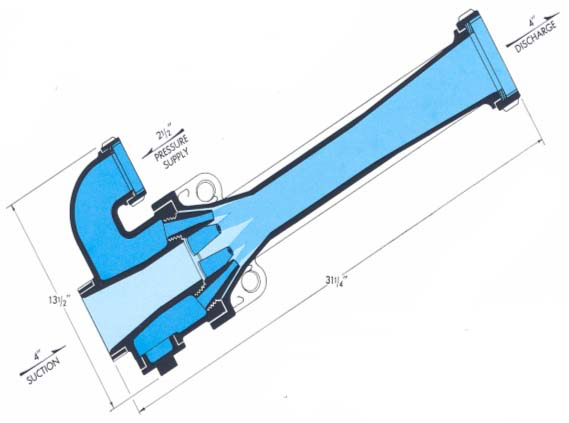 4"
DISCHARGE
2½"
PRESSURE
SUPPLY
31¼"
13½"
4"
SUCTION